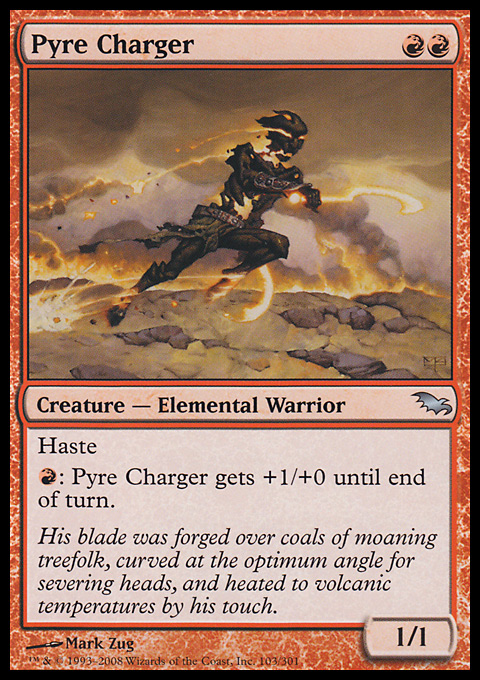 Pyre Charger
Creature — Elemental Warrior
Haste
: Pyre Charger gets +1/+0 until end
of turn.
His blade was forged over coals of moaning
treefolk, curved at the optimum angle for
severing heads, and heated to volcanic
temperatures by his touch.
Mark Zug
1/1
™ & © 1993–2008 Wizards of the Coast, Inc. 103/301